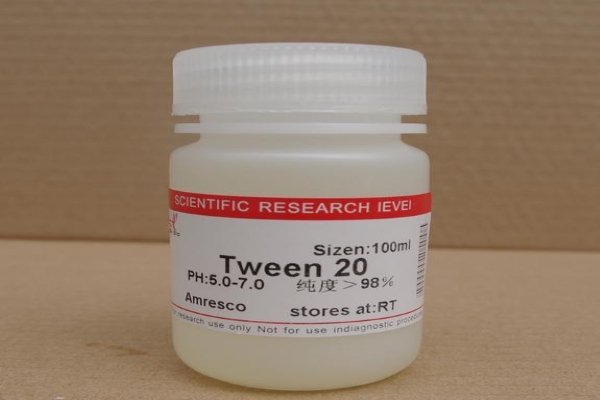 SCIENTIFIC RESEARCH lEVEl
Sizen:100ml
Tween 20
PH:5.0-7.0 纯度＞98%
Amresco stores at:RT
research use only Not for use indiagnostic